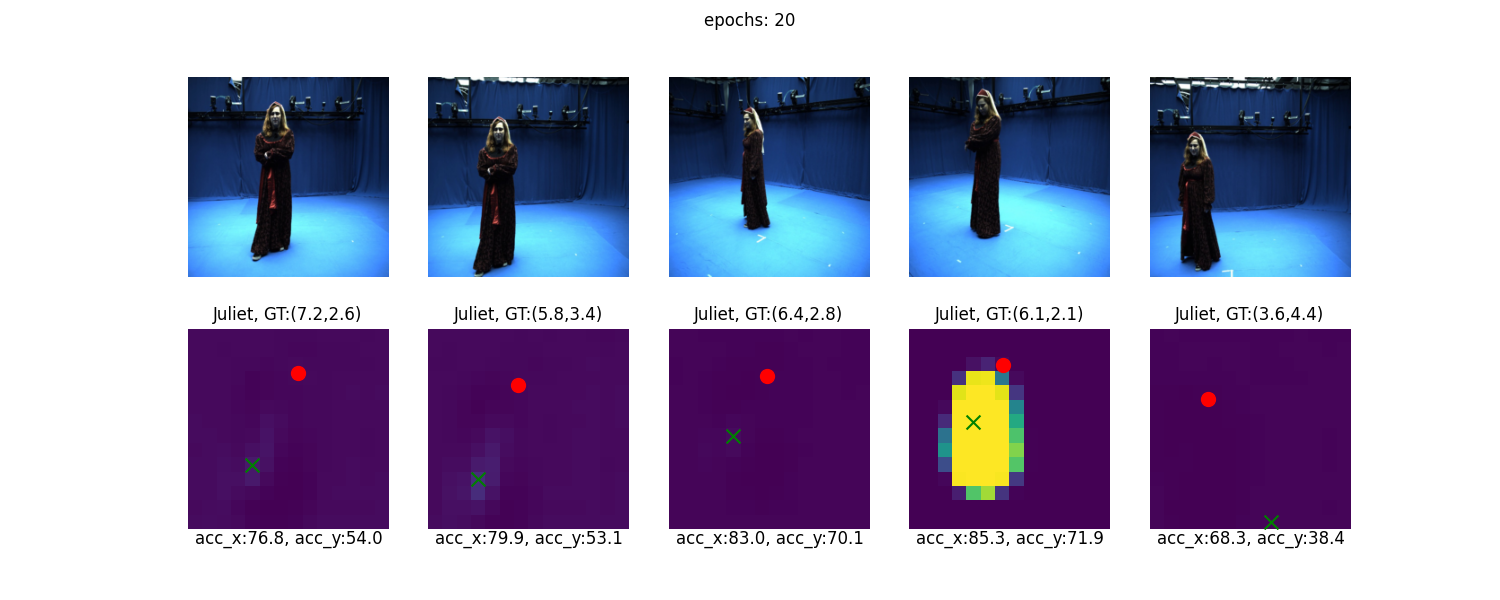 epochs: 20
Juliet, GT:(7.2,2.6)
Juliet, GT:(5.8,3.4)
Juliet, GT:(6.4,2.8)
Juliet, GT:(6.1,2.1)
Juliet, GT:(3.6,4.4)
acc_x:76.8, acc_y:54.0
acc_x:79.9, acc_y:53.1
acc_x:83.0, acc_y:70.1
acc_x:85.3, acc_y:71.9
acc_x:68.3, acc_y:38.4